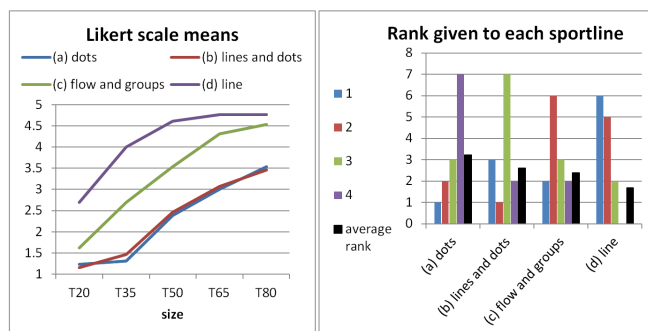 Likert scale means
(a) dots
(b) lines and dots
(c) flow and groups
(d) line
5
4.5
4
3.5
3
2.5
2
1.5
1
T20 T35 T50 T65 T80
size
Rank given to each sportline
1
2
3
4
average rank
8
7
6
5
4
3
2
1
0
(a) dots
(b) lines and dots
(c) flow and groups
(d) line